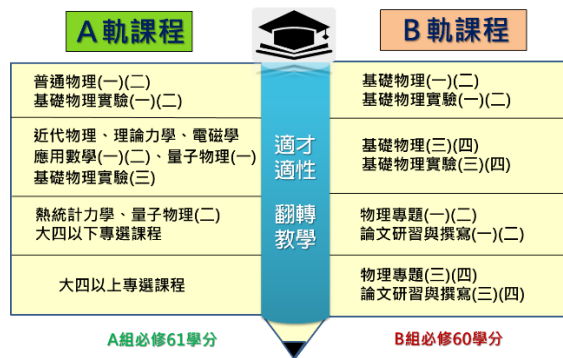 A軌課程
普通物理(一)(二)
基礎物理實驗(一)(二)
近代物理、理論力學、電磁學
應用數學(一)(二)、量子物理(一)
基礎物理實驗(三)
熱統計力學、量子物理(二)
大四以下專選課程
大四以上專選課程
A組必修61學分
適才
適性
翻轉
教學
B軌課程
基礎物理(一)(二)
基礎物理實驗(一)(二)
基礎物理(三)(四)
基礎物理實驗(三)(四)
物理專題(一)(二)
論文研習與撰寫(一)(二)
物理專題(三)(四)
論文研習與撰寫(三)(四)
B組必修60學分